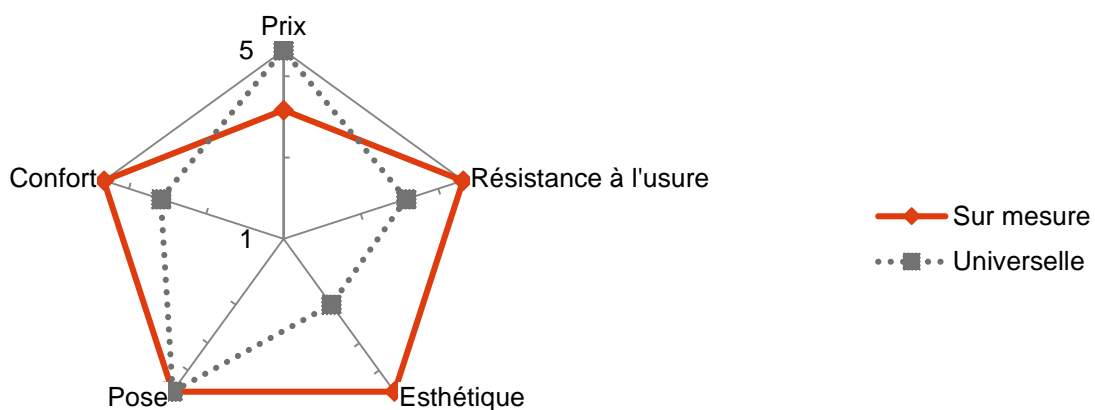 Prix
5
Confort
Résistance à l'usure
1
Sur mesure
Universelle
Pose
Esthétique